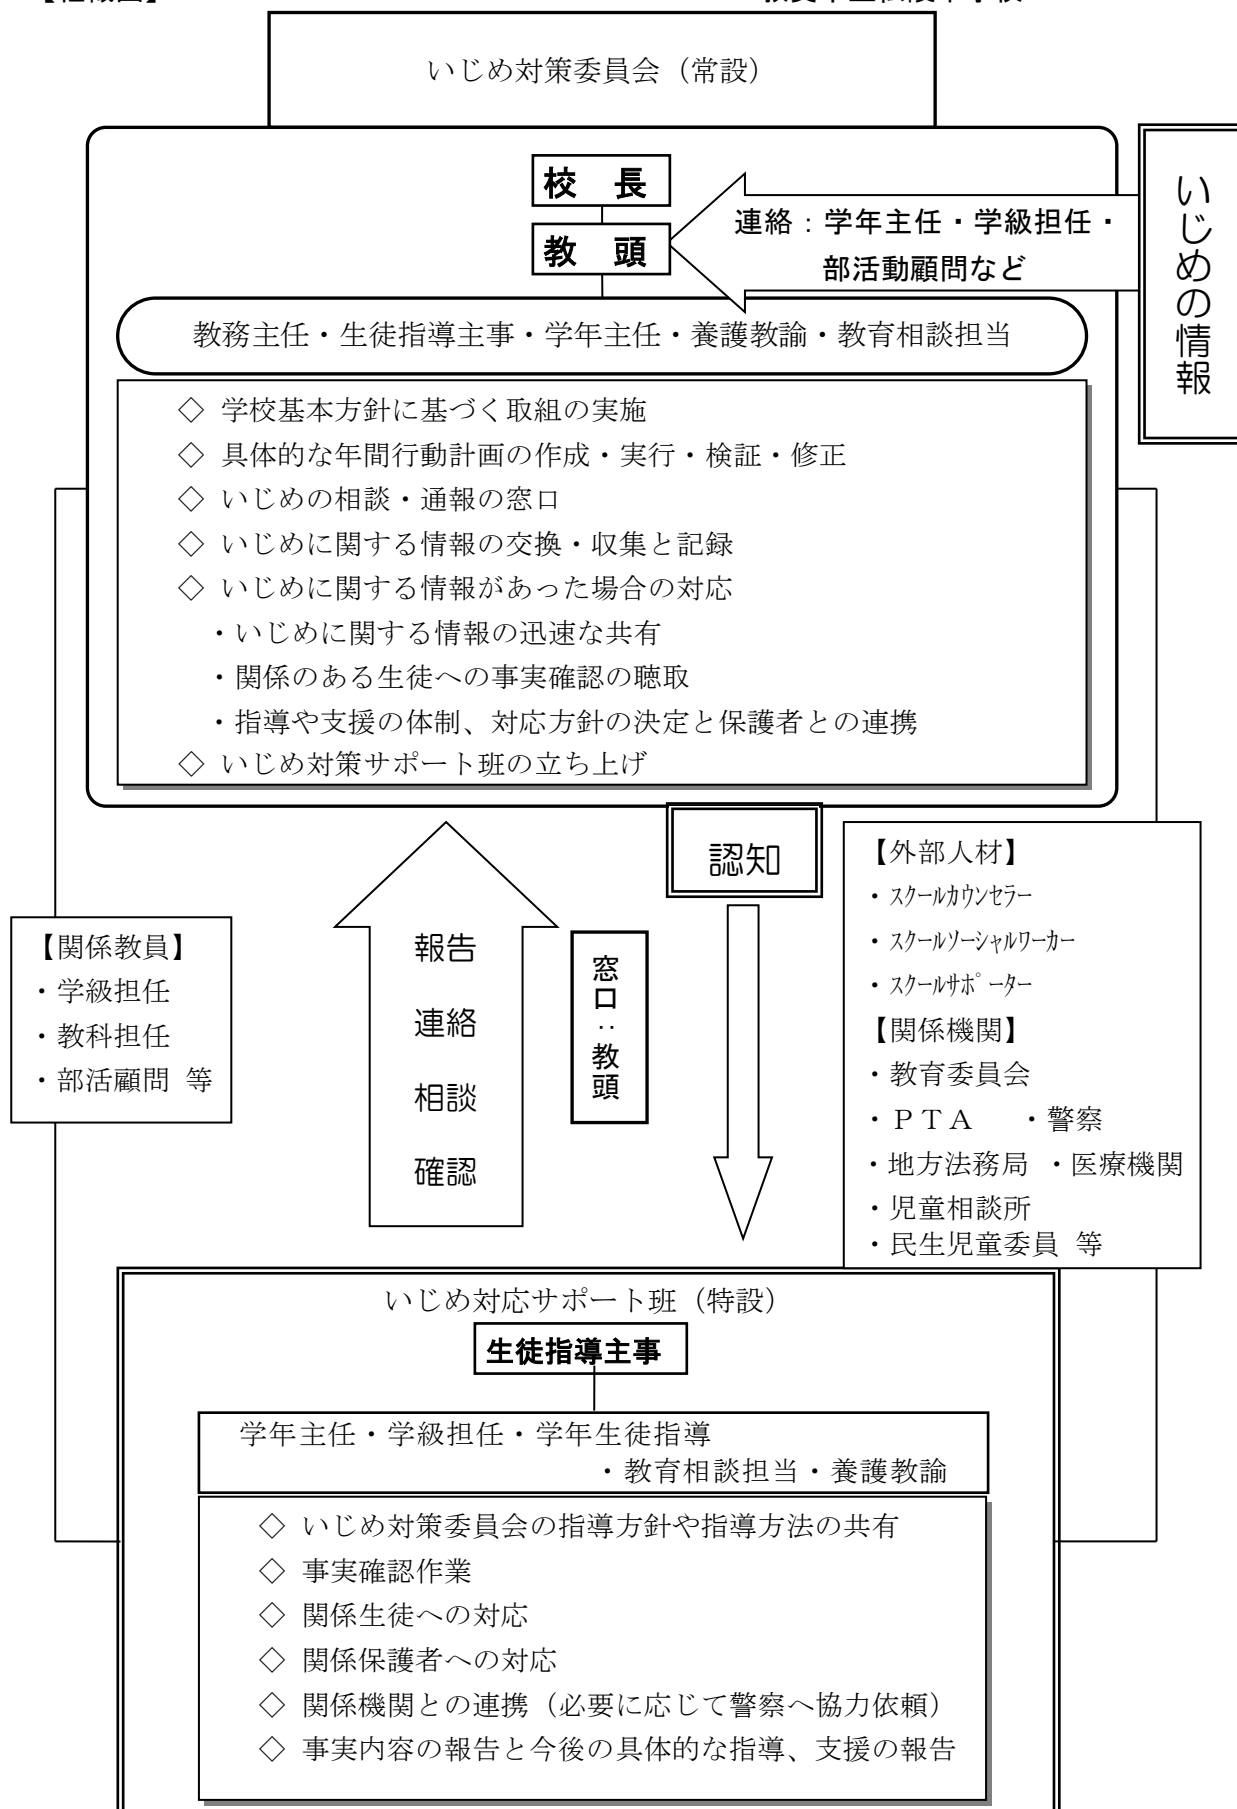 いじめ対策委員会（常設）
校　長
教　頭
連絡：学年主任・学級担任・
部活動顧問など
いじめの情報
教務主任・生徒指導主事・学年主任・養護教諭・教育相談担当
◇ 学校基本方針に基づく取組の実施
◇ 具体的な年間行動計画の作成・実行・検証・修正
◇ いじめの相談・通報の窓口
◇ いじめに関する情報の交換・収集と記録
◇ いじめに関する情報があった場合の対応
・いじめに関する情報の迅速な共有
・関係のある生徒への事実確認の聴取
・指導や支援の体制、対応方針の決定と保護者との連携
◇ いじめ対策サポート班の立ち上げ
認知
【関係教員】
・学級担任
・教科担任
・部活顧問 等
報告
連絡
相談
確認
窓口：教頭
【外部人材】
・ｽｸｰﾙｶｳﾝｾﾗｰ
・ｽｸｰﾙｿｰｼｬﾙﾜｰｶｰ
・ｽｸｰﾙｻﾎﾟｰﾀｰ
【関係機関】
・教育委員会
・ＰＴＡ　・警察
・地方法務局 ・医療機関
・児童相談所
・民生児童委員 等
いじめ対応サポート班（特設）
生徒指導主事
学年主任・学級担任・学年生徒指導
・教育相談担当・養護教諭
◇ いじめ対策委員会の指導方針や指導方法の共有
◇ 事実確認作業
◇ 関係生徒への対応
◇ 関係保護者への対応
◇ 関係機関との連携（必要に応じて警察へ協力依頼）
◇ 事実内容の報告と今後の具体的な指導、支援の報告